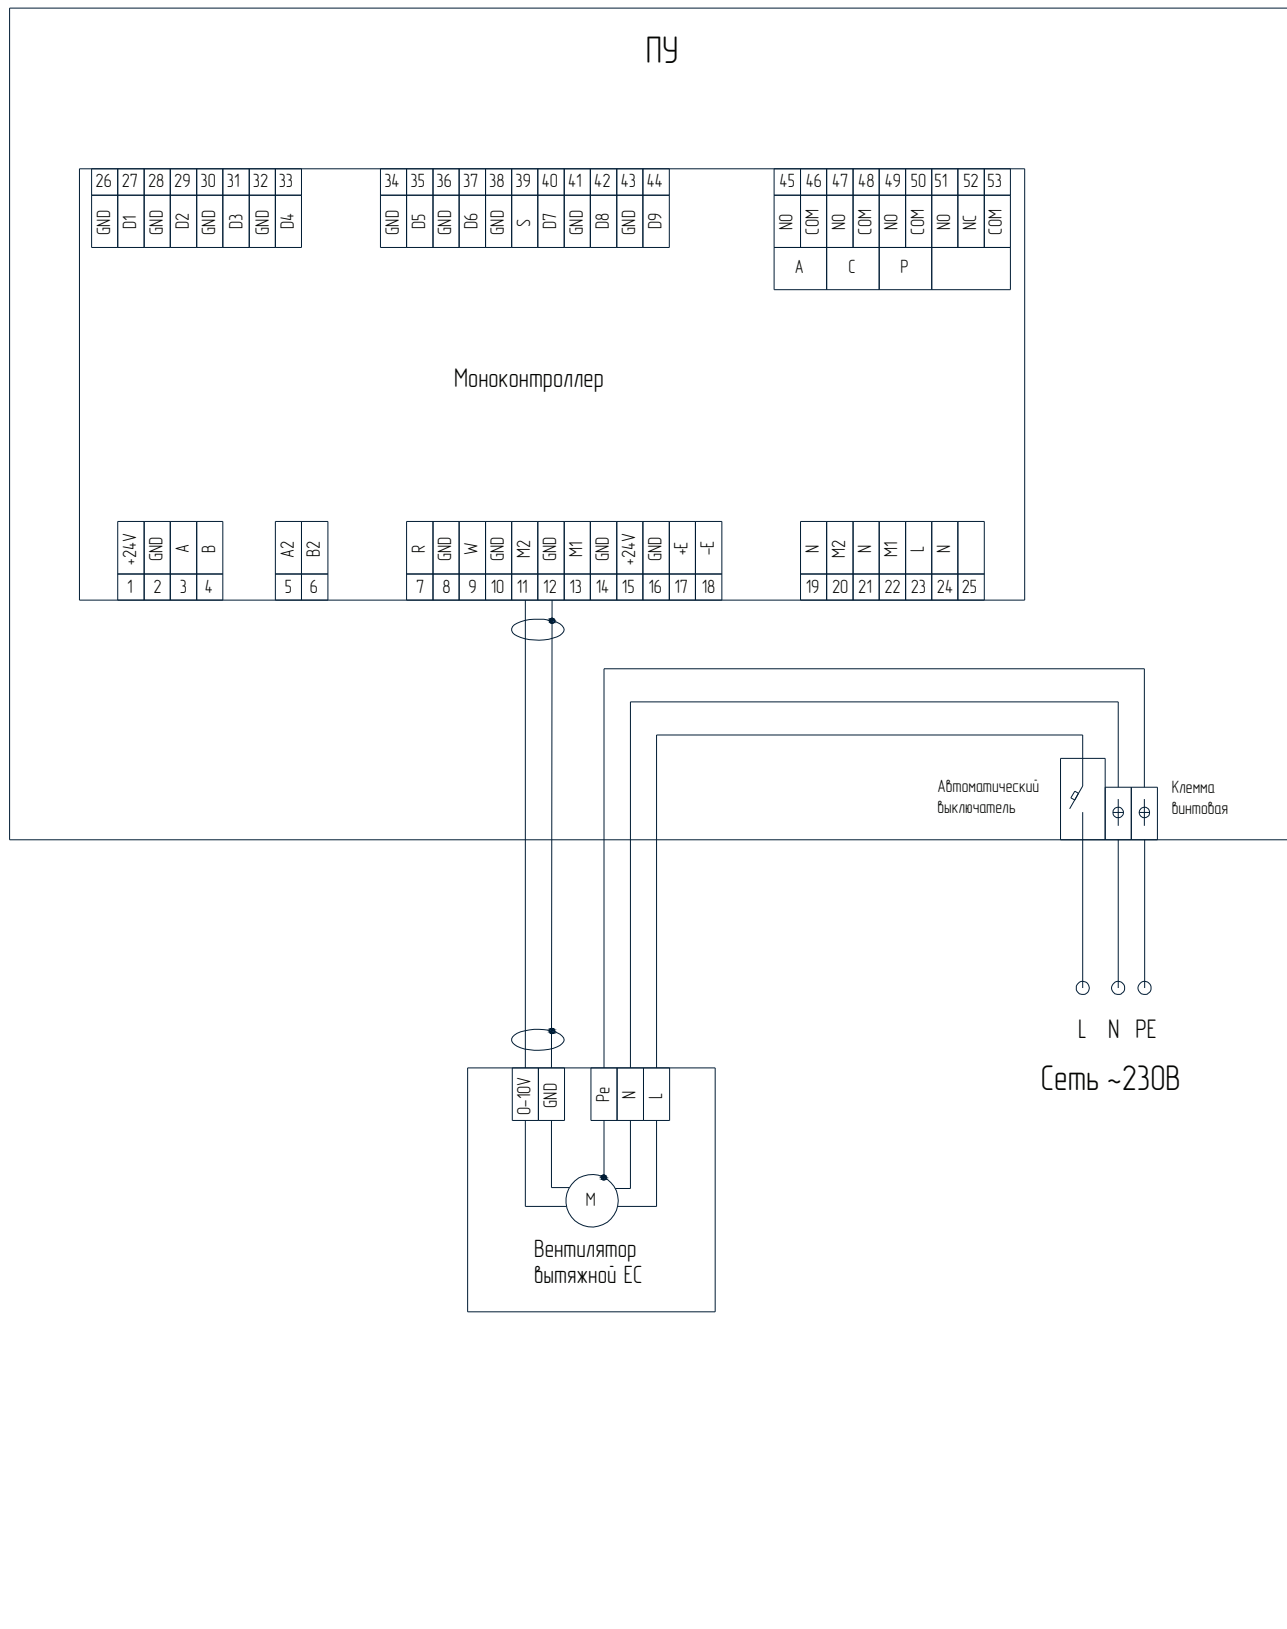 ПУ
26 27 28 29 30 31 32 33 34 35 36 37 38 39 40 41 42 43 44 45 46 47 48 49 50 51 52 53
GND D1 GND D2 GND D3 GND D4 GND D5 GND D6 GND S D7 GND D8 GND D9 NO COM NO COM NO COM NO NC COM
A C P
Моноконтроллер
+24V GND A B A2 B2 R GND W GND M2 GND M1 GND +24V GND +E -E N M2 N M1 L N
1 2 3 4 5 6 7 8 9 10 11 12 13 14 15 16 17 18 19 20 21 22 23 24 25
Автоматический
выключатель
Клемма
винтовая
L N PE
Сеть ~230В
0-10V GND Pe N L
М
Вентилятор
вытяжной ЕС